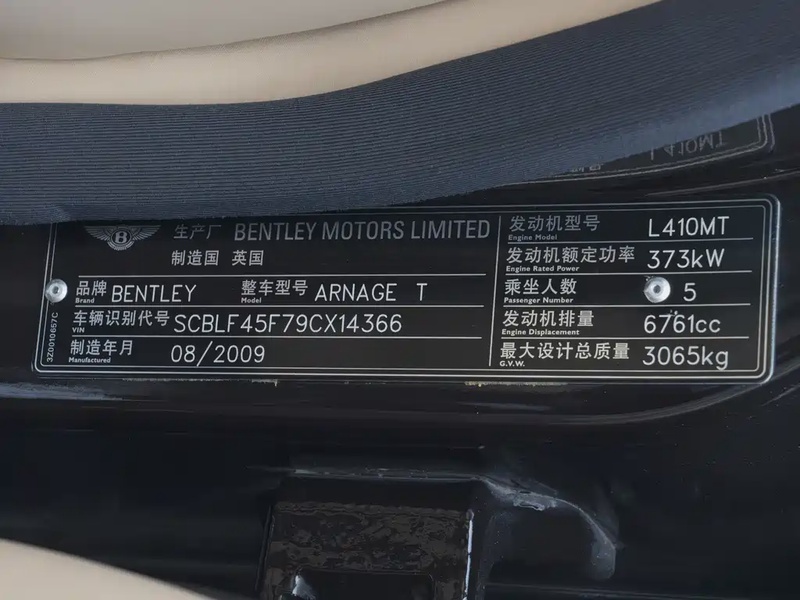 生产厂 BENTLEY MOTORS LIMITED
制造国 英国
品牌 Brand BENTLEY 整车型号 Model ARNAGE T
车辆识别代号 VIN SCBLF45F79CX14366
制造年月 Manufactured 08/2009
发动机型号 Engine Model L410MT
发动机额定功率 Engine Rated Power 373kW
乘坐人数 Passenger Number 5
发动机排量 Engine Displacement 6761cc
最大设计总质量 G.V.W. 3065kg
3Z0010657C
B
L410MT